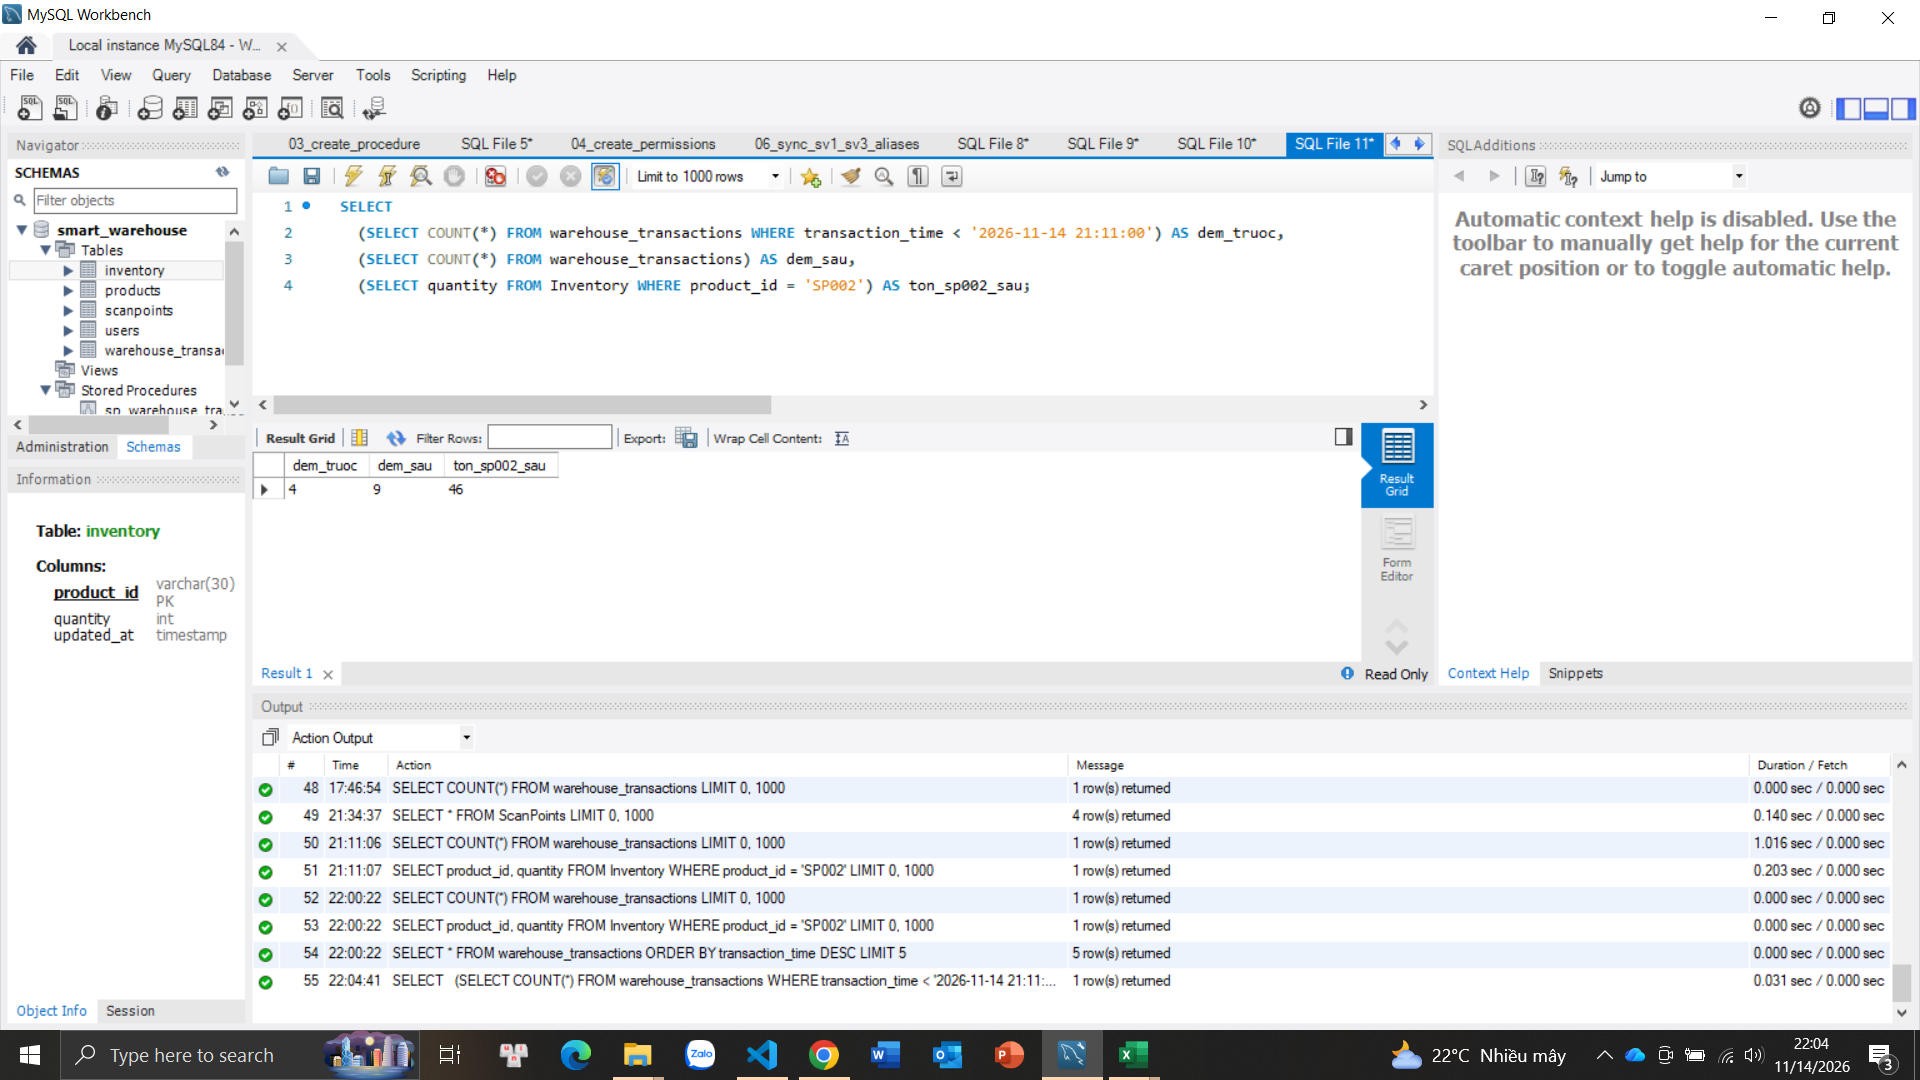 MySQL Workbench
Local instance MySQL84 - W...
File Edit View Query Database Server Tools Scripting Help
Navigator
SCHEMAS
Filter objects
smart_warehouse
Tables
inventory
products
scanpoints
users
warehouse_transa
Views
Stored Procedures
sp_warehouse_tra
Administration Schemas
Information
Table: inventory
Columns:
product_id varchar(30) PK
quantity int
updated_at timestamp
Object Info Session
03_create_procedure SQL File 5* 04_create_permissions 06_sync_sv1_sv3_aliases SQL File 8* SQL File 9* SQL File 10* SQL File 11*
Limit to 1000 rows
1 SELECT
2 (SELECT COUNT(*) FROM warehouse_transactions WHERE transaction_time < '2026-11-14 21:11:00') AS dem_truoc,
3 (SELECT COUNT(*) FROM warehouse_transactions) AS dem_sau,
4 (SELECT quantity FROM Inventory WHERE product_id = 'SP002') AS ton_sp002_sau;
Result Grid Filter Rows: Export: Wrap Cell Content:
dem_truoc dem_sau ton_sp002_sau
4 9 46
Result Grid
Form Editor
Result 1
Read Only
SQLAdditions
Jump to
Automatic context help is disabled. Use the
toolbar to manually get help for the current
caret position or to toggle automatic help.
Context Help Snippets
Output
Action Output
# Time Action Message Duration / Fetch
48 17:46:54 SELECT COUNT(*) FROM warehouse_transactions LIMIT 0, 1000 1 row(s) returned 0.000 sec / 0.000 sec
49 21:34:37 SELECT * FROM ScanPoints LIMIT 0, 1000 4 row(s) returned 0.140 sec / 0.000 sec
50 21:11:06 SELECT COUNT(*) FROM warehouse_transactions LIMIT 0, 1000 1 row(s) returned 1.016 sec / 0.000 sec
51 21:11:07 SELECT product_id, quantity FROM Inventory WHERE product_id = 'SP002' LIMIT 0, 1000 1 row(s) returned 0.203 sec / 0.000 sec
52 22:00:22 SELECT COUNT(*) FROM warehouse_transactions LIMIT 0, 1000 1 row(s) returned 0.000 sec / 0.000 sec
53 22:00:22 SELECT product_id, quantity FROM Inventory WHERE product_id = 'SP002' LIMIT 0, 1000 1 row(s) returned 0.000 sec / 0.000 sec
54 22:00:22 SELECT * FROM warehouse_transactions ORDER BY transaction_time DESC LIMIT 5 5 row(s) returned 0.000 sec / 0.000 sec
55 22:04:41 SELECT (SELECT COUNT(*) FROM warehouse_transactions WHERE transaction_time < '2026-11-14 21:11:... 1 row(s) returned 0.031 sec / 0.000 sec
Type here to search
Zalo
22°C Nhiều mây
22:04
11/14/2026
3